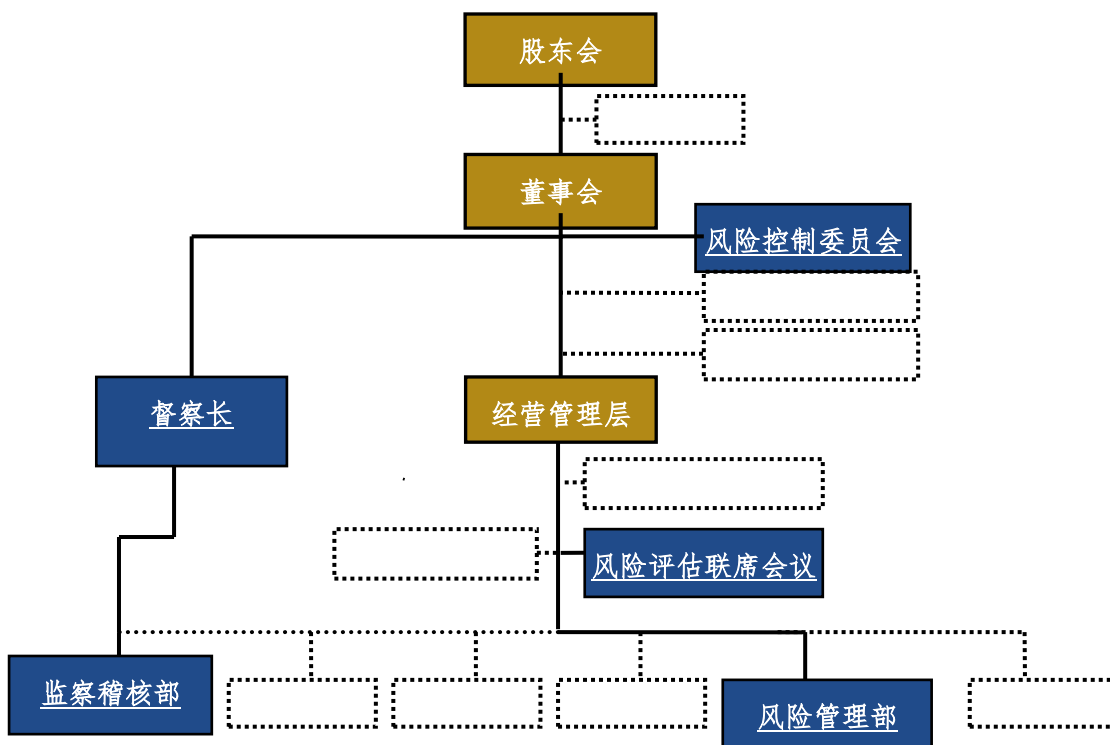 股东会
董事会
风险控制委员会
督察长
经营管理层
风险评估联席会议
监察稽核部
风险管理部